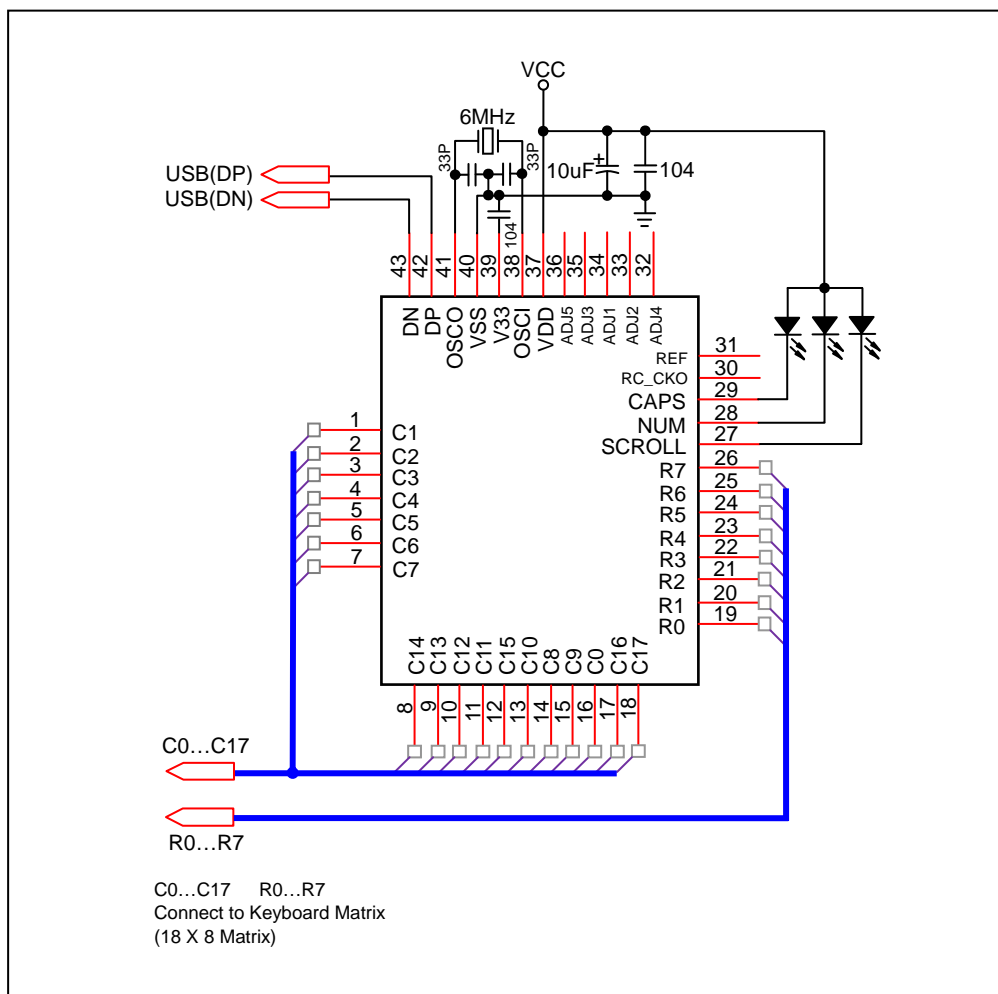 VCC
6MHz
33P
33P
10uF
+
104
USB(DP)
USB(DN)
104
43
42
41
40
39
38
37
36
35
34
33
32
DN
DP
OSCO
VSS
V33
OSCI
VDD
ADJ5
ADJ3
ADJ1
ADJ2
ADJ4
REF
31
RC_CKO
30
CAPS
29
NUM
28
SCROLL
27
R7
26
R6
25
R5
24
R4
23
R3
22
R2
21
R1
20
R0
19
1
C1
2
C2
3
C3
4
C4
5
C5
6
C6
7
C7
C14
C13
C12
C11
C15
C10
C8
C9
C0
C16
C17
8
9
10
11
12
13
14
15
16
17
18
C0...C17
R0...R7
C0...C17 R0...R7
Connect to Keyboard Matrix
(18 X 8 Matrix)